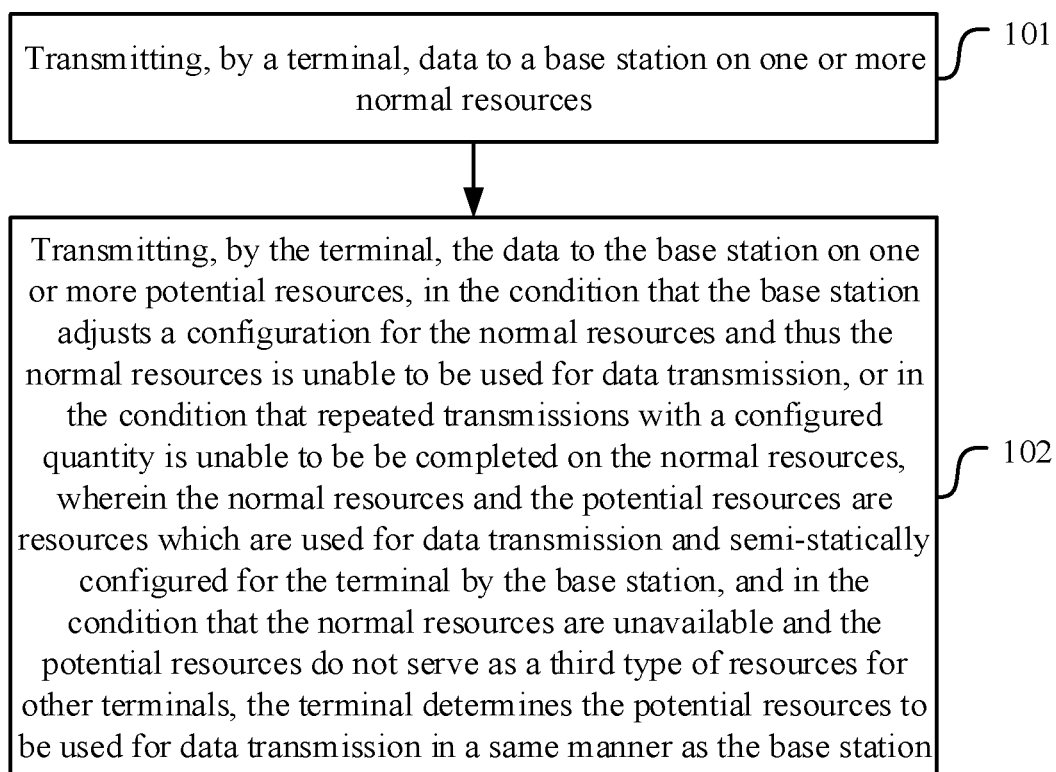 Transmitting, by a terminal, data to a base station on one or more
normal resources
101
Transmitting, by the terminal, the data to the base station on one
or more potential resources, in the condition that the base station
adjusts a configuration for the normal resources and thus the
normal resources is unable to be used for data transmission, or in
the condition that repeated transmissions with a configured
quantity is unable to be be completed on the normal resources,
wherein the normal resources and the potential resources are
resources which are used for data transmission and semi-statically
configured for the terminal by the base station, and in the
condition that the normal resources are unavailable and the
potential resources do not serve as a third type of resources for
other terminals, the terminal determines the potential resources to
be used for data transmission in a same manner as the base station
102